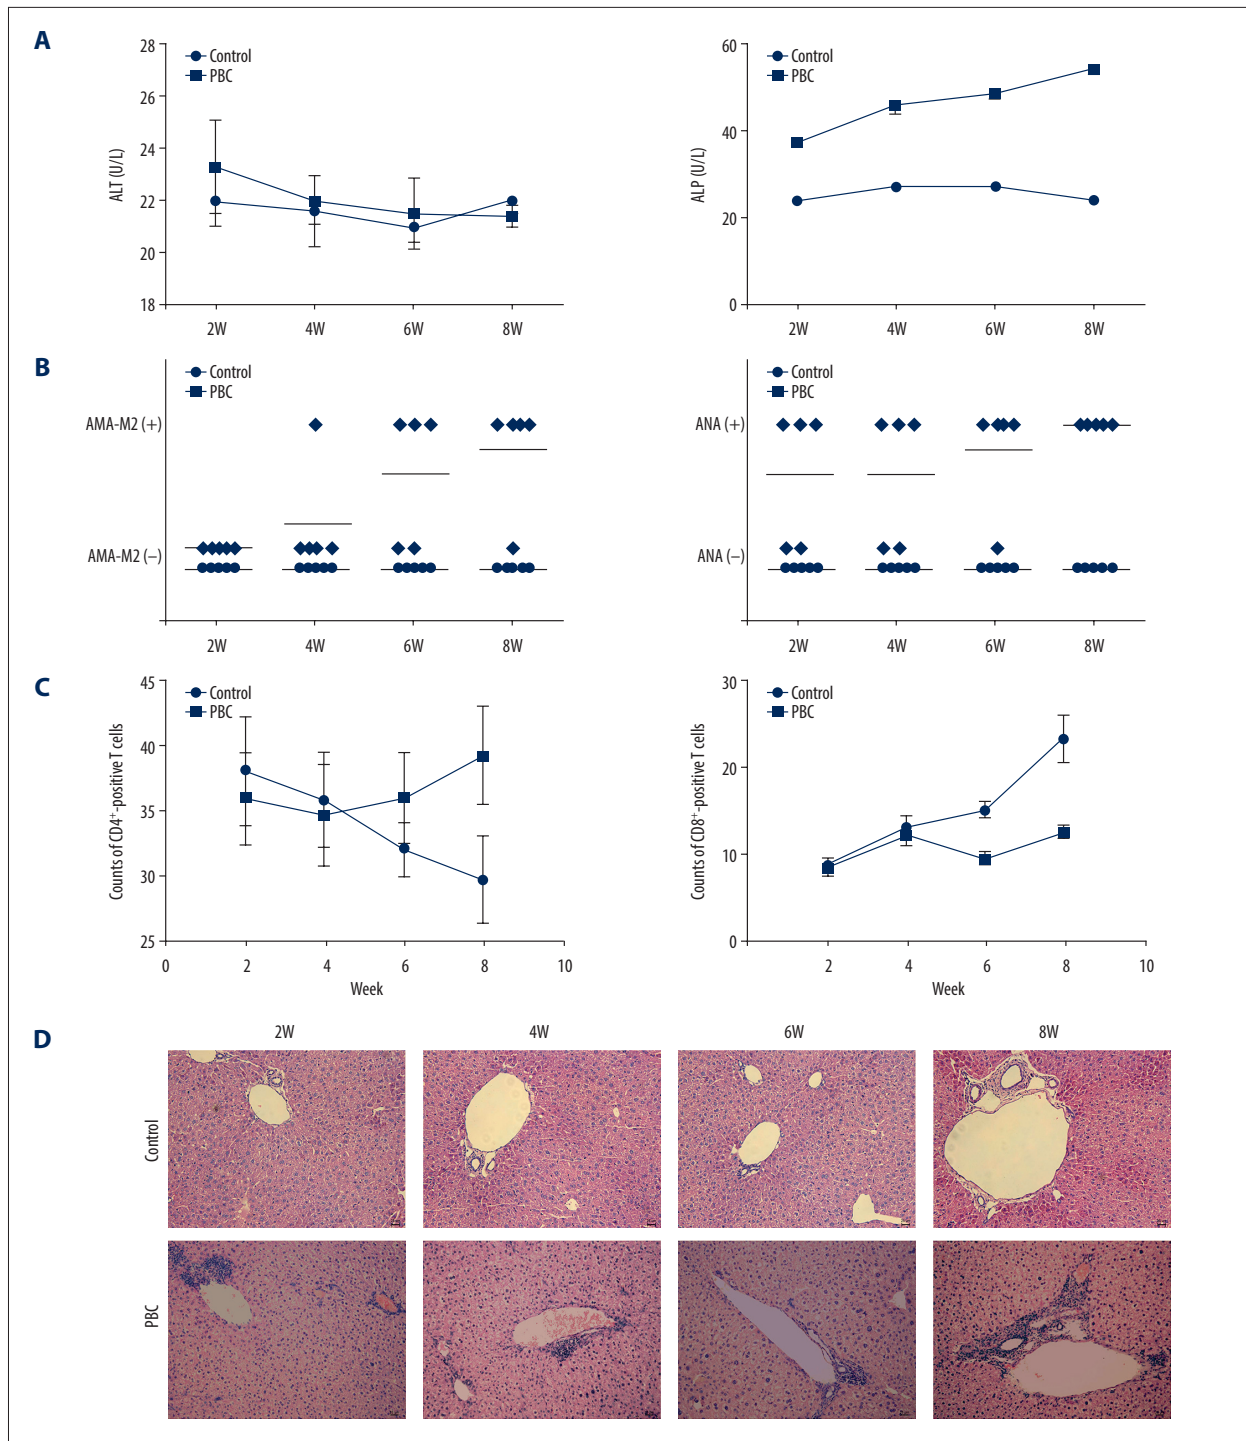 A
28
26
24
22
20
18
ALT (U/L)
Control
PBC
2W
4W
6W
8W
60
40
20
0
ALP (U/L)
Control
PBC
2W
4W
6W
8W
B
Control
PBC
AMA-M2 (+)
AMA-M2 (−)
2W
4W
6W
8W
Control
PBC
ANA (+)
ANA (−)
2W
4W
6W
8W
C
45
40
35
30
25
Counts of CD4⁺-positive T cells
Control
PBC
0
2
4
6
8
10
Week
30
20
10
0
Counts of CD8⁺-positive T cells
Control
PBC
2
4
6
8
10
Week
D
2W
4W
6W
8W
Control
PBC